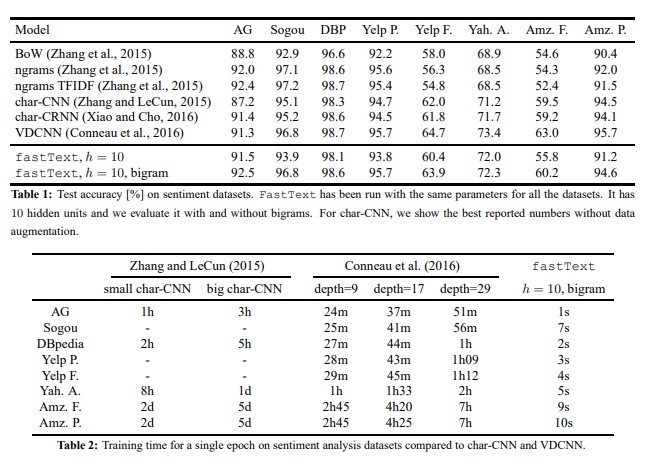 Model AG Sogou DBP Yelp P. Yelp F. Yah. A. Amz. F. Amz. P.
BoW (Zhang et al., 2015) 88.8 92.9 96.6 92.2 58.0 68.9 54.6 90.4
ngrams (Zhang et al., 2015) 92.0 97.1 98.6 95.6 56.3 68.5 54.3 92.0
ngrams TFIDF (Zhang et al., 2015) 92.4 97.2 98.7 95.4 54.8 68.5 52.4 91.5
char-CNN (Zhang and LeCun, 2015) 87.2 95.1 98.3 94.7 62.0 71.2 59.5 94.5
char-CRNN (Xiao and Cho, 2016) 91.4 95.2 98.6 94.5 61.8 71.7 59.2 94.1
VDCNN (Conneau et al., 2016) 91.3 96.8 98.7 95.7 64.7 73.4 63.0 95.7
fastText, h = 10 91.5 93.9 98.1 93.8 60.4 72.0 55.8 91.2
fastText, h = 10, bigram 92.5 96.8 98.6 95.7 63.9 72.3 60.2 94.6
Table 1: Test accuracy [%] on sentiment datasets. FastText has been run with the same parameters for all the datasets. It has
10 hidden units and we evaluate it with and without bigrams. For char-CNN, we show the best reported numbers without data
augmentation.
Zhang and LeCun (2015) Conneau et al. (2016) fastText
small char-CNN big char-CNN depth=9 depth=17 depth=29 h = 10, bigram
AG 1h 3h 24m 37m 51m 1s
Sogou - - 25m 41m 56m 7s
DBpedia 2h 5h 27m 44m 1h 2s
Yelp P. - - 28m 43m 1h09 3s
Yelp F. - - 29m 45m 1h12 4s
Yah. A. 8h 1d 1h 1h33 2h 5s
Amz. F. 2d 5d 2h45 4h20 7h 9s
Amz. P. 2d 5d 2h45 4h25 7h 10s
Table 2: Training time for a single epoch on sentiment analysis datasets compared to char-CNN and VDCNN.